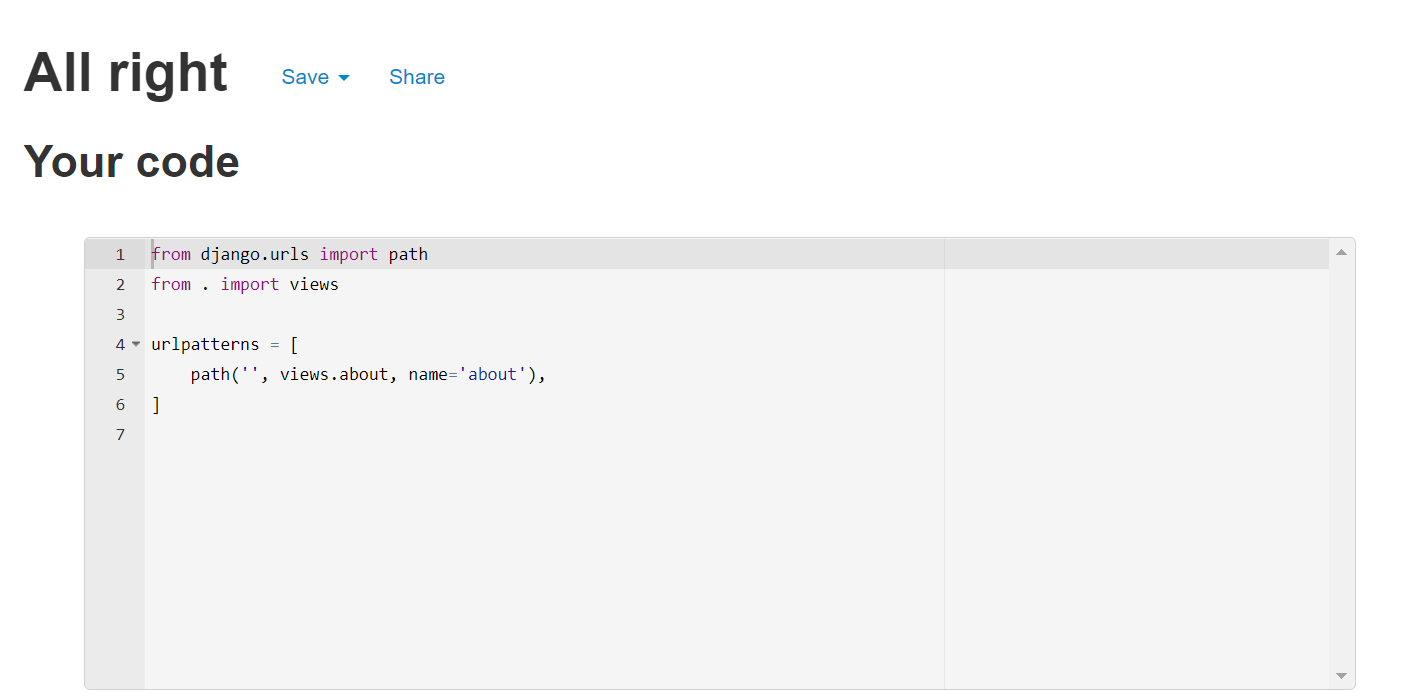 All right Save Share
Your code
1 from django.urls import path
2 from . import views
3
4 urlpatterns = [
5     path('', views.about, name='about'),
6 ]
7